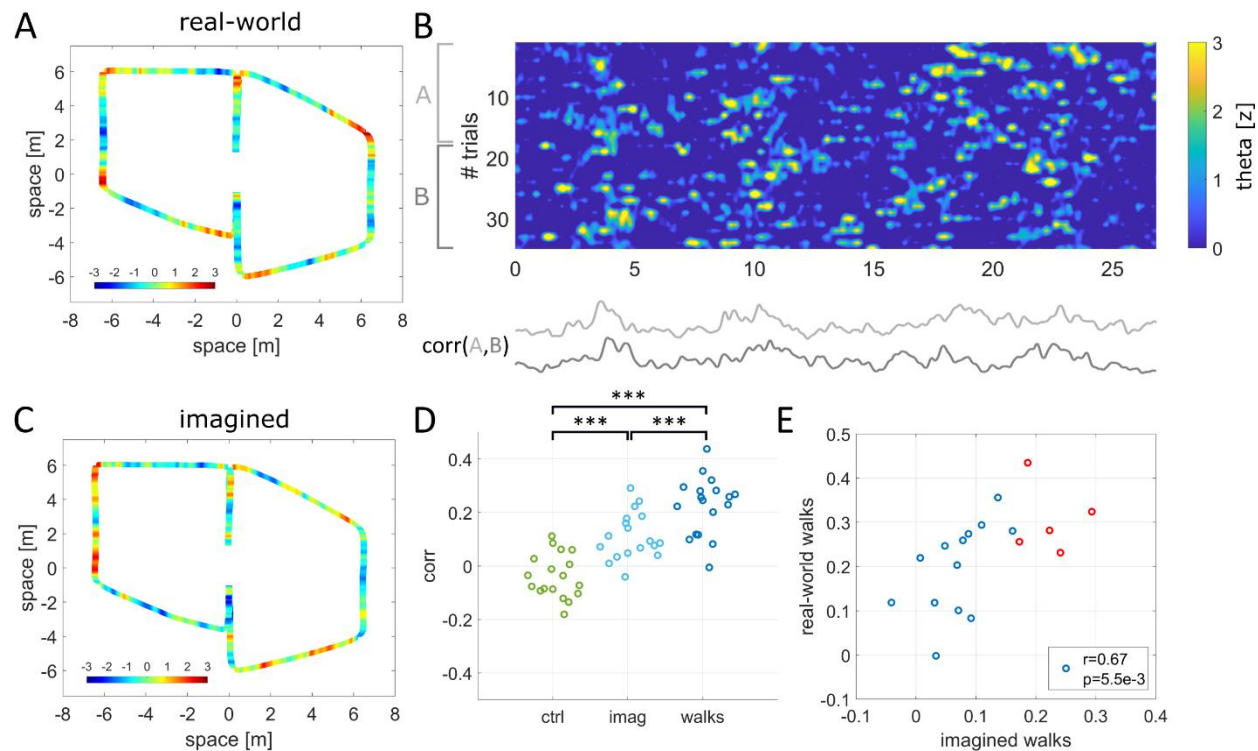 A
real-world
space [m]
6
4
2
0
-2
-4
-6
-3 -2 -1 0 1 2 3
-8 -6 -4 -2 0 2 4 6 8
space [m]
B
A
B
# trials
10
20
30
0 5 10 15 20 25
3
2
1
0
theta [z]
corr(A,B)
C
imagined
space [m]
6
4
2
0
-2
-4
-6
-3 -2 -1 0 1 2 3
-8 -6 -4 -2 0 2 4 6 8
space [m]
D
***
*** ***
corr
0.4
0.2
0
-0.2
-0.4
ctrl imag walks
E
real-world walks
0.5
0.4
0.3
0.2
0.1
0
-0.1
r=0.67
p=5.5e-3
-0.1 0 0.1 0.2 0.3 0.4
imagined walks